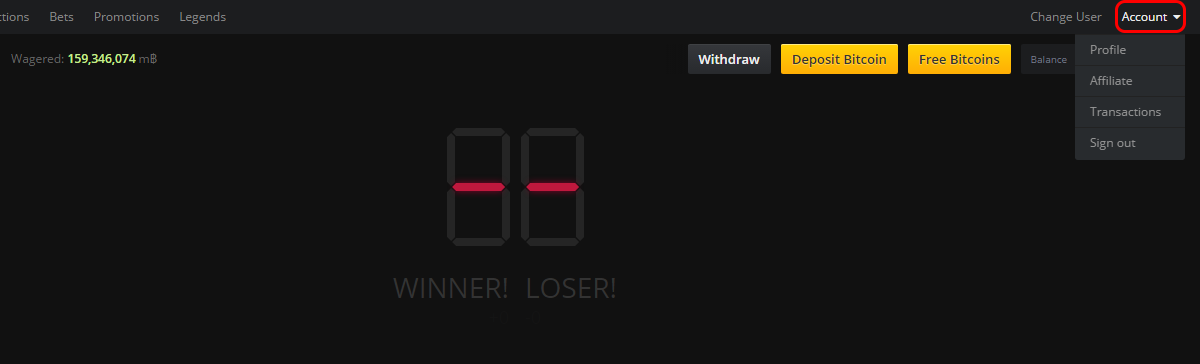 ctions Bets Promotions Legends Change User Account
Wagered: 159,346,074 m฿ Withdraw Deposit Bitcoin Free Bitcoins Balance
Profile
Affiliate
Transactions
Sign out
WINNER! LOSER!